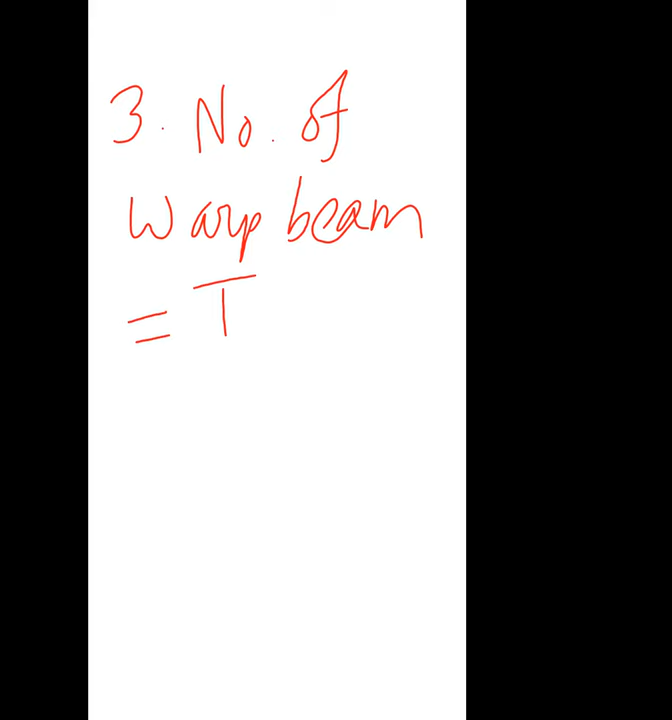 3. No. of
Warp beam
= T